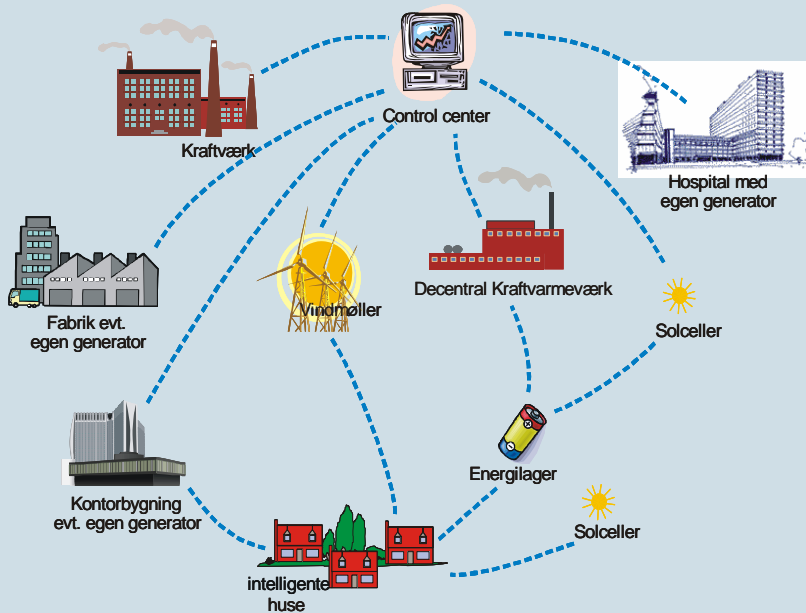 Control center
Kraftværk
Hospital med
egen generator
Decentral Kraftvarmeværk
Vindmøller
Fabrik evt.
egen generator
Solceller
Energilager
Kontorbygning
evt. egen generator
Solceller
intelligente
huse